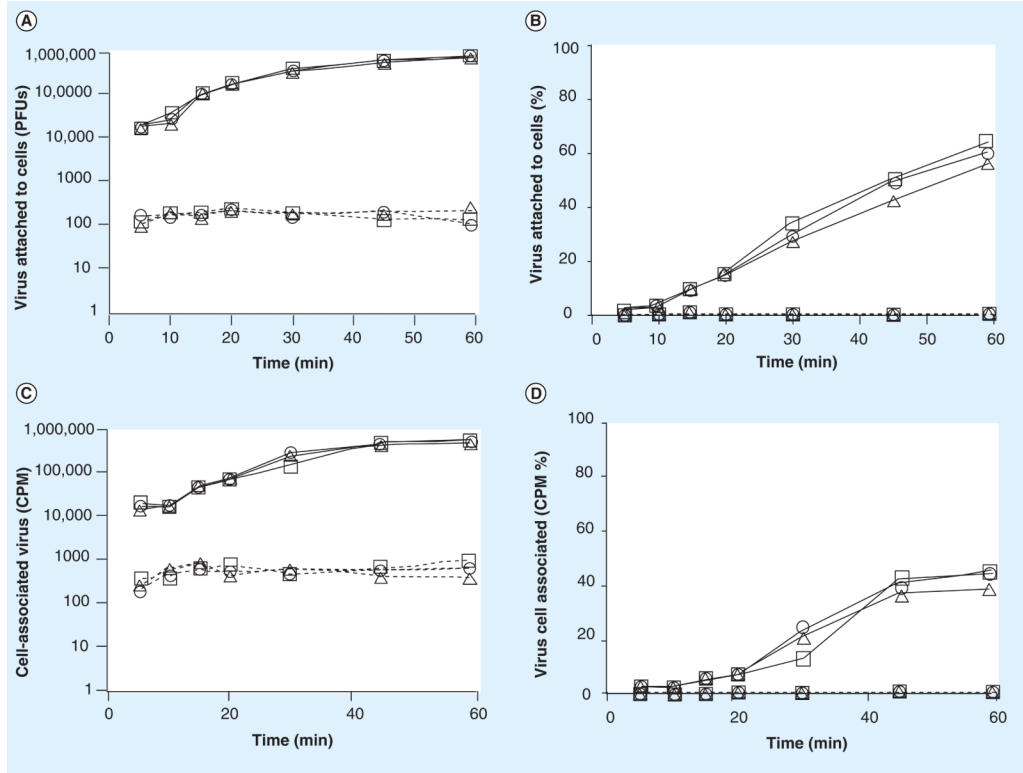 A
Virus attached to cells (PFUs)
1,000,000
10,0000
10,000
1000
100
10
1
0 10 20 30 40 50 60
Time (min)
B
Virus attached to cells (%)
100
80
60
40
20
0
0 10 20 30 40 50 60
Time (min)
C
Cell-associated virus (CPM)
1,000,000
100,000
10,000
1000
100
10
1
0 20 40 60
Time (min)
D
Virus cell associated (CPM %)
100
80
60
40
20
0
0 20 40 60
Time (min)